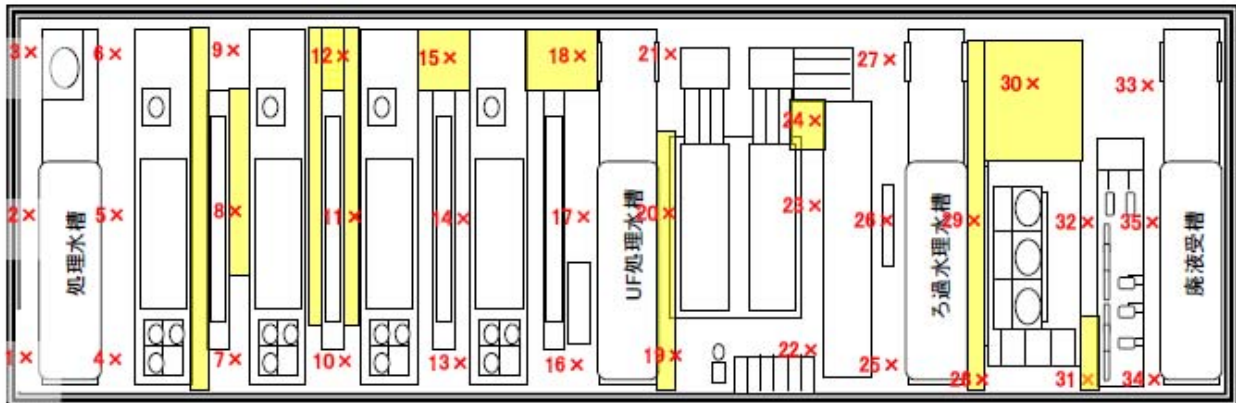 3× 6× 9× 12× 15× 18× 21× 24× 27× 30× 33×
2× 5× 8× 11× 14× 17× 20× 23× 26× 29× 32× 35×
1× 4× 7× 10× 13× 16× 19× 22× 25× 28× 31× 34×
処理水槽
UF処理水槽
ろ過水理水槽
廃液受槽